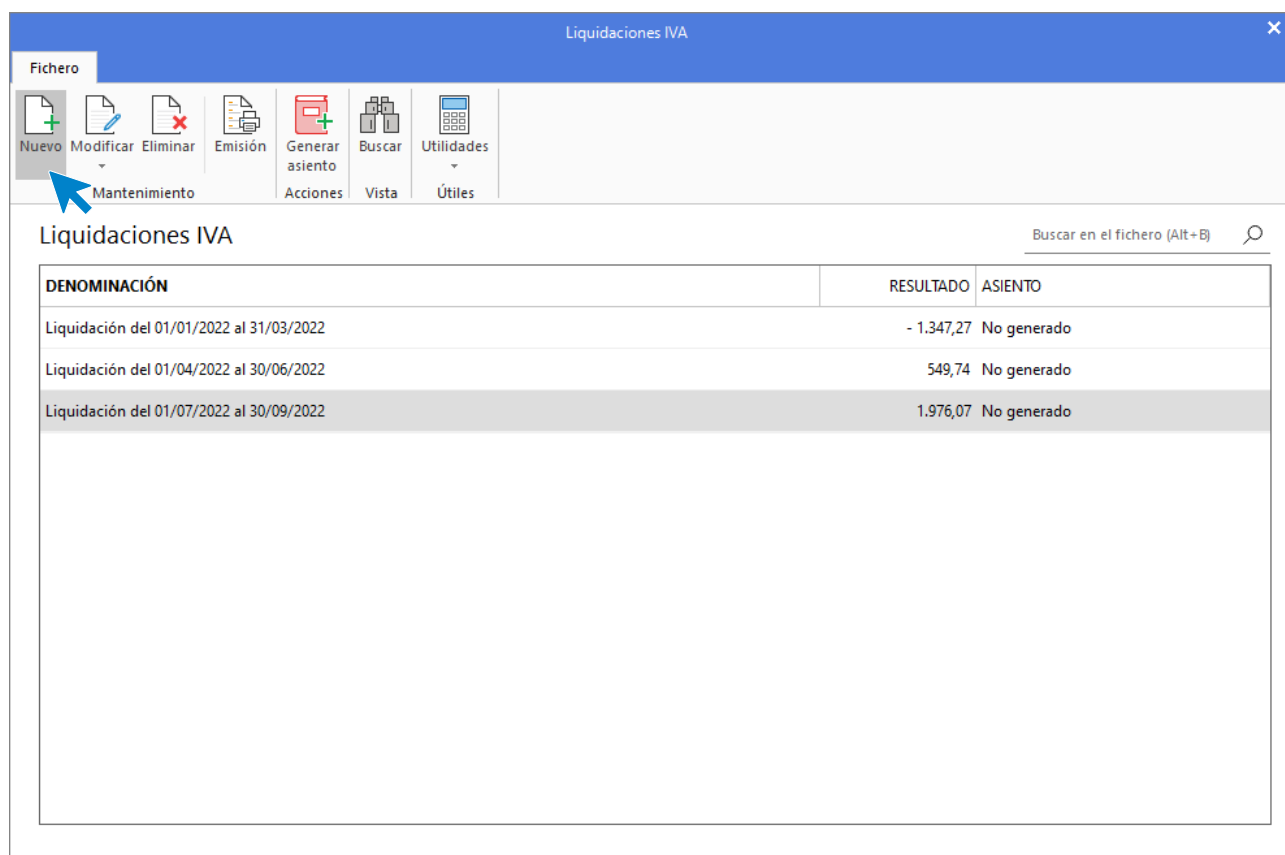 Liquidaciones IVA
Fichero
Nuevo Modificar Eliminar Emisión Generar asiento Buscar Utilidades
Mantenimiento Acciones Vista Útiles
Liquidaciones IVA
Buscar en el fichero (Alt+B)
DENOMINACIÓN RESULTADO ASIENTO
Liquidación del 01/01/2022 al 31/03/2022 - 1.347,27 No generado
Liquidación del 01/04/2022 al 30/06/2022 549,74 No generado
Liquidación del 01/07/2022 al 30/09/2022 1.976,07 No generado